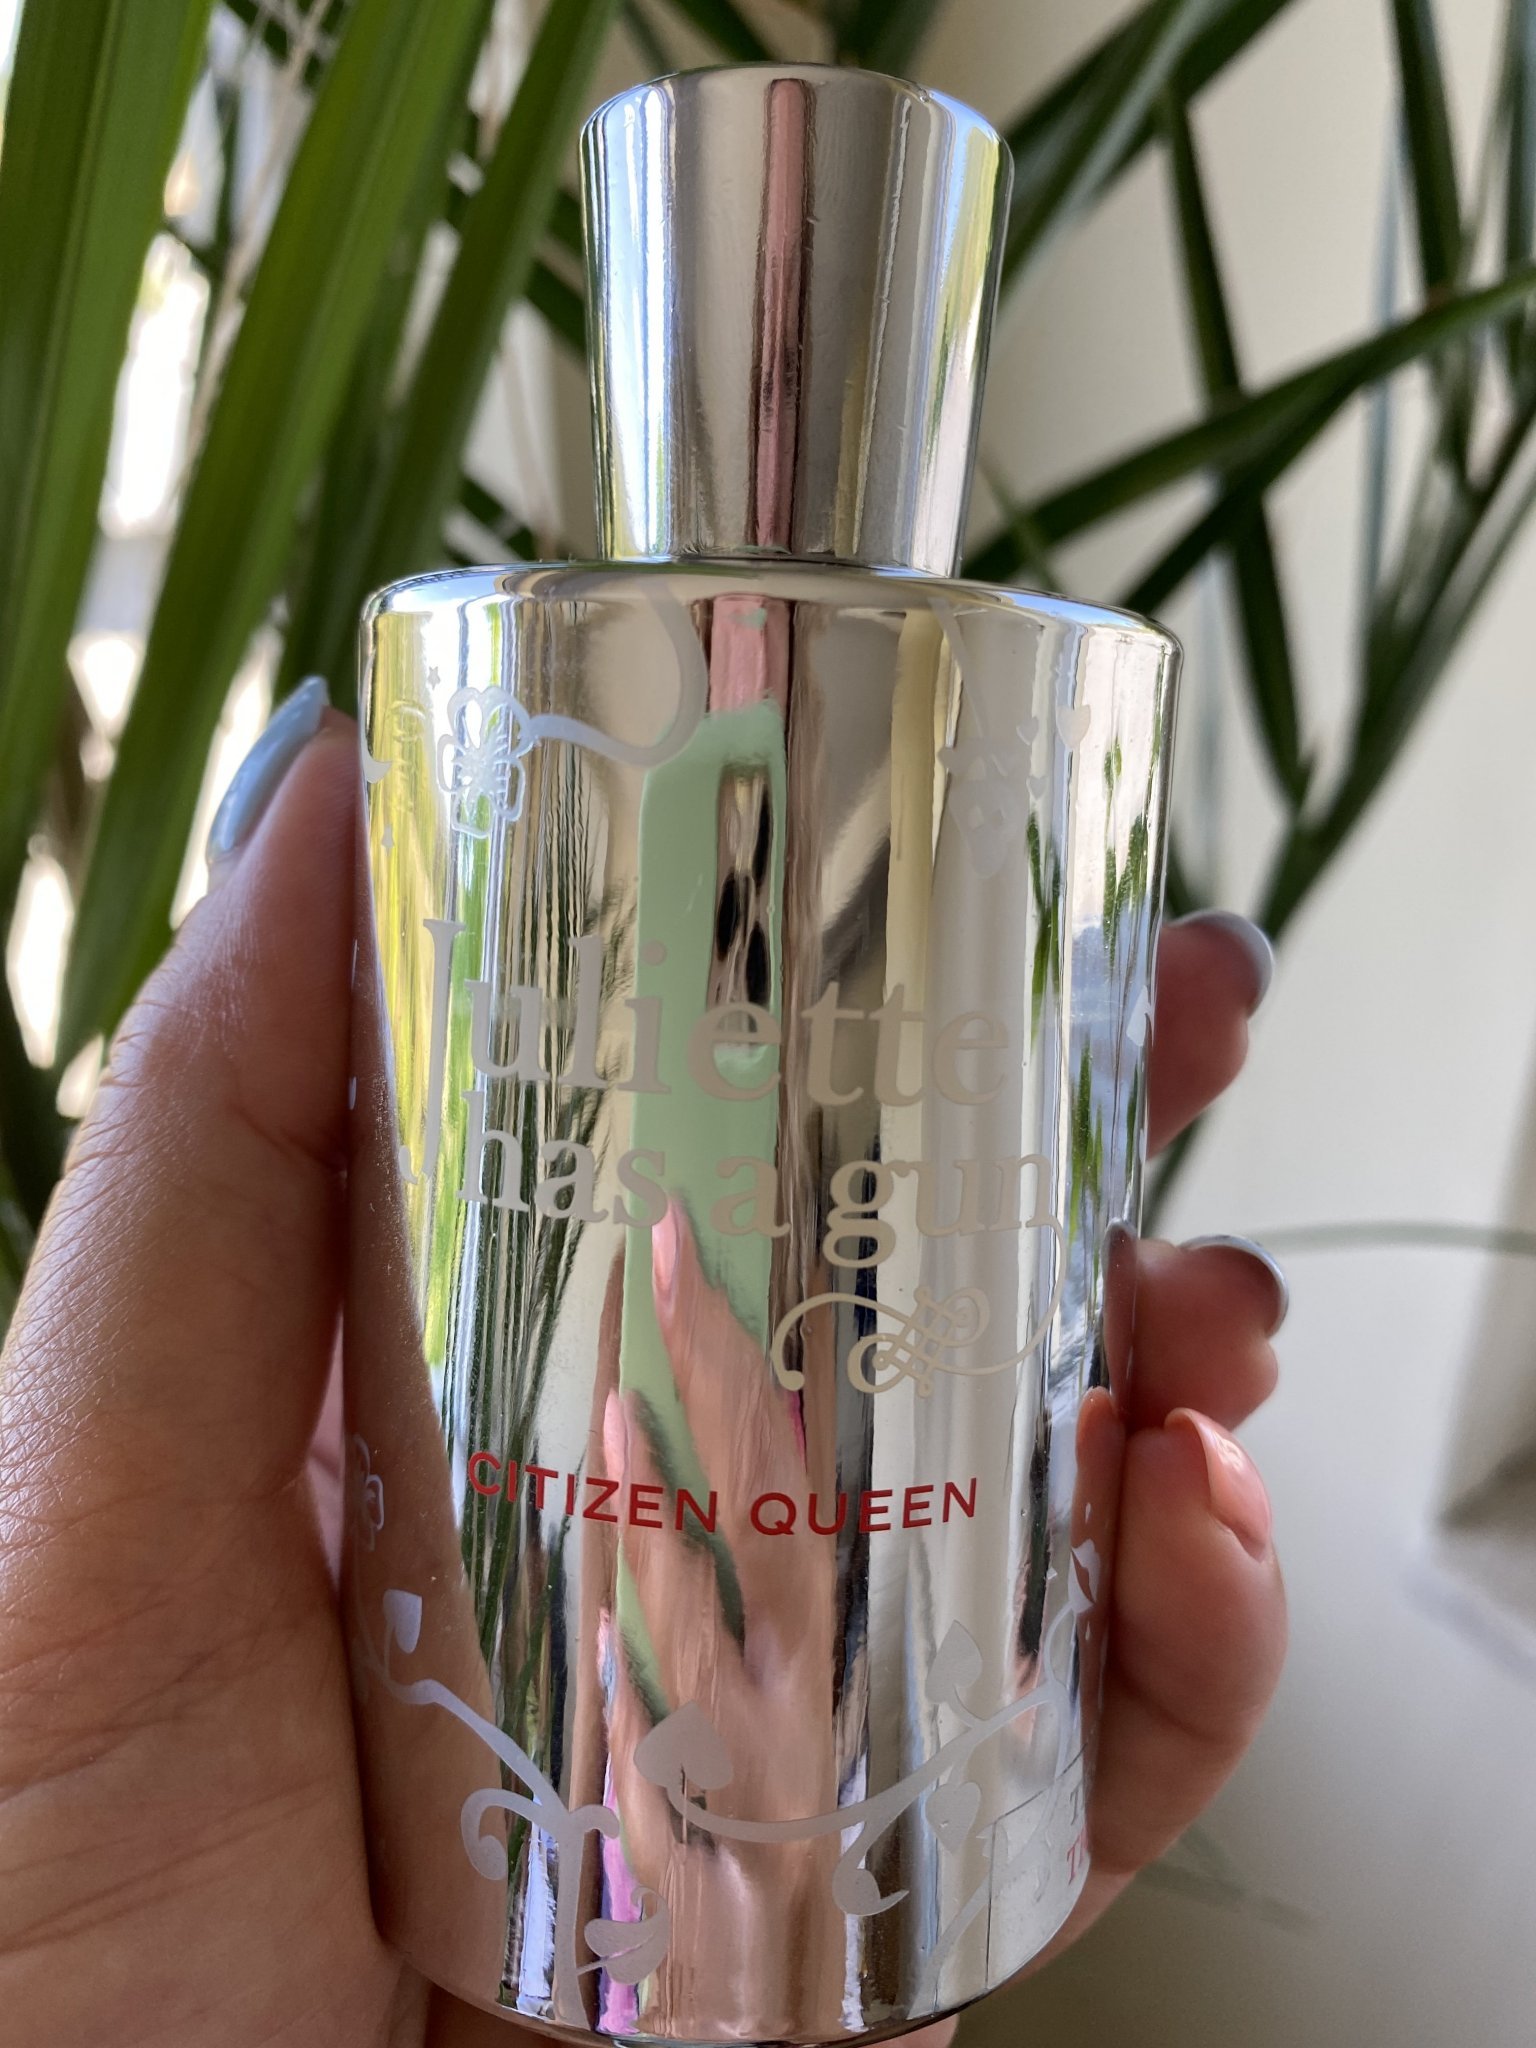 Juliette
has a gun
CITIZEN QUEEN